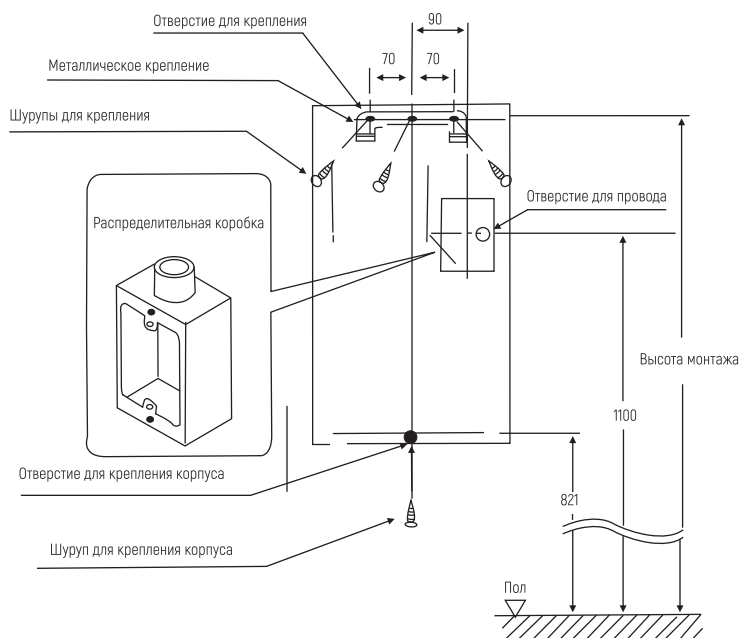 Отверстие для крепления
90
Металлическое крепление
70
70
Шурупы для крепления
Отверстие для провода
Распределительная коробка
Высота монтажа
1100
Отверстие для крепления корпуса
821
Шуруп для крепления корпуса
Пол